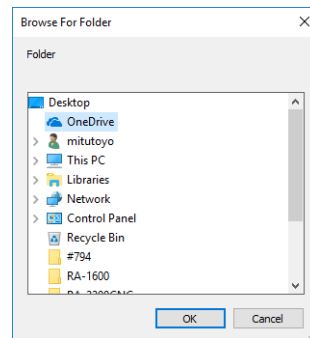 Browse For Folder
Folder
Desktop
OneDrive
mitutoyo
This PC
Libraries
Network
Control Panel
Recycle Bin
#794
RA-1600
OK Cancel